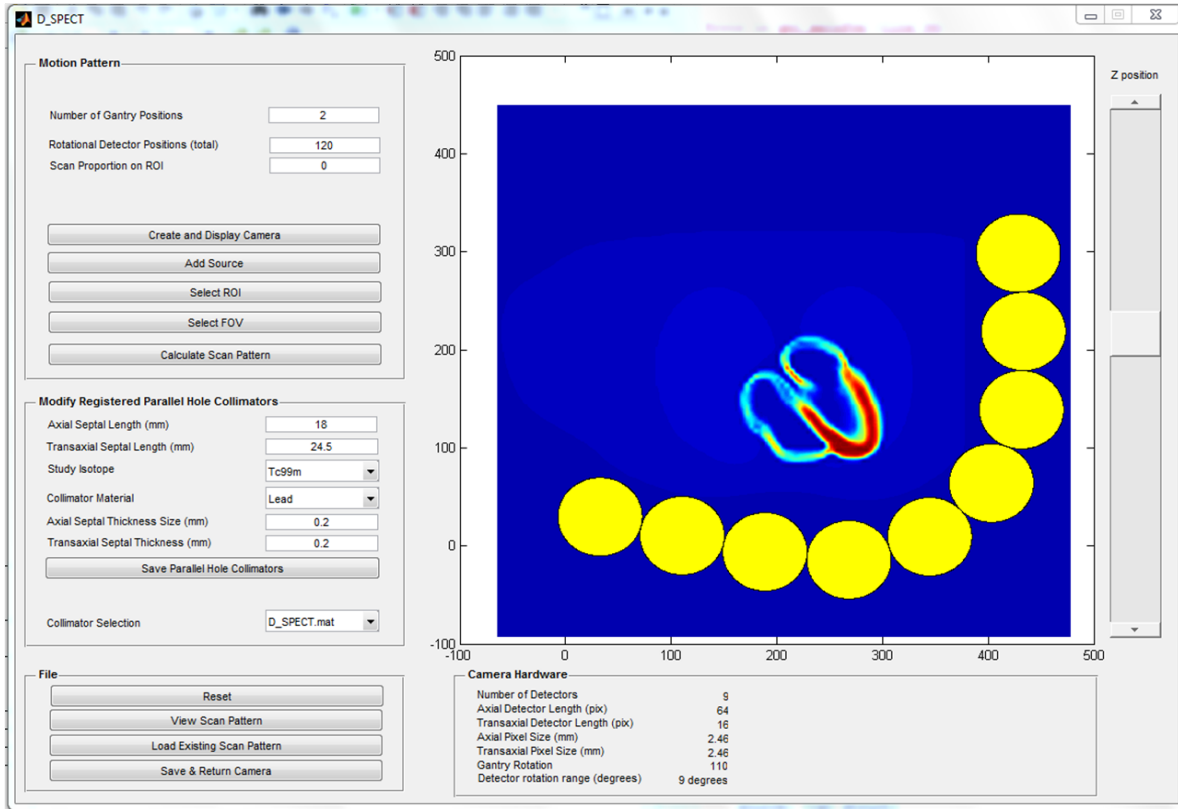 D_SPECT
Motion Pattern
Number of Gantry Positions 2
Rotational Detector Positions (total) 120
Scan Proportion on ROI 0
Create and Display Camera
Add Source
Select ROI
Select FOV
Calculate Scan Pattern
Modify Registered Parallel Hole Collimators
Axial Septal Length (mm) 18
Transaxial Septal Length (mm) 24.5
Study Isotope Tc99m
Collimator Material Lead
Axial Septal Thickness Size (mm) 0.2
Transaxial Septal Thickness (mm) 0.2
Save Parallel Hole Collimators
Collimator Selection D_SPECT.mat
File
Reset
View Scan Pattern
Load Existing Scan Pattern
Save & Return Camera
500
400
300
200
100
0
-100
-100 0 100 200 300 400 500
Z position
Camera Hardware
Number of Detectors 9
Axial Detector Length (pix) 64
Transaxial Detector Length (pix) 16
Axial Pixel Size (mm) 2.46
Transaxial Pixel Size (mm) 2.46
Gantry Rotation 110
Detector rotation range (degrees) 9 degrees